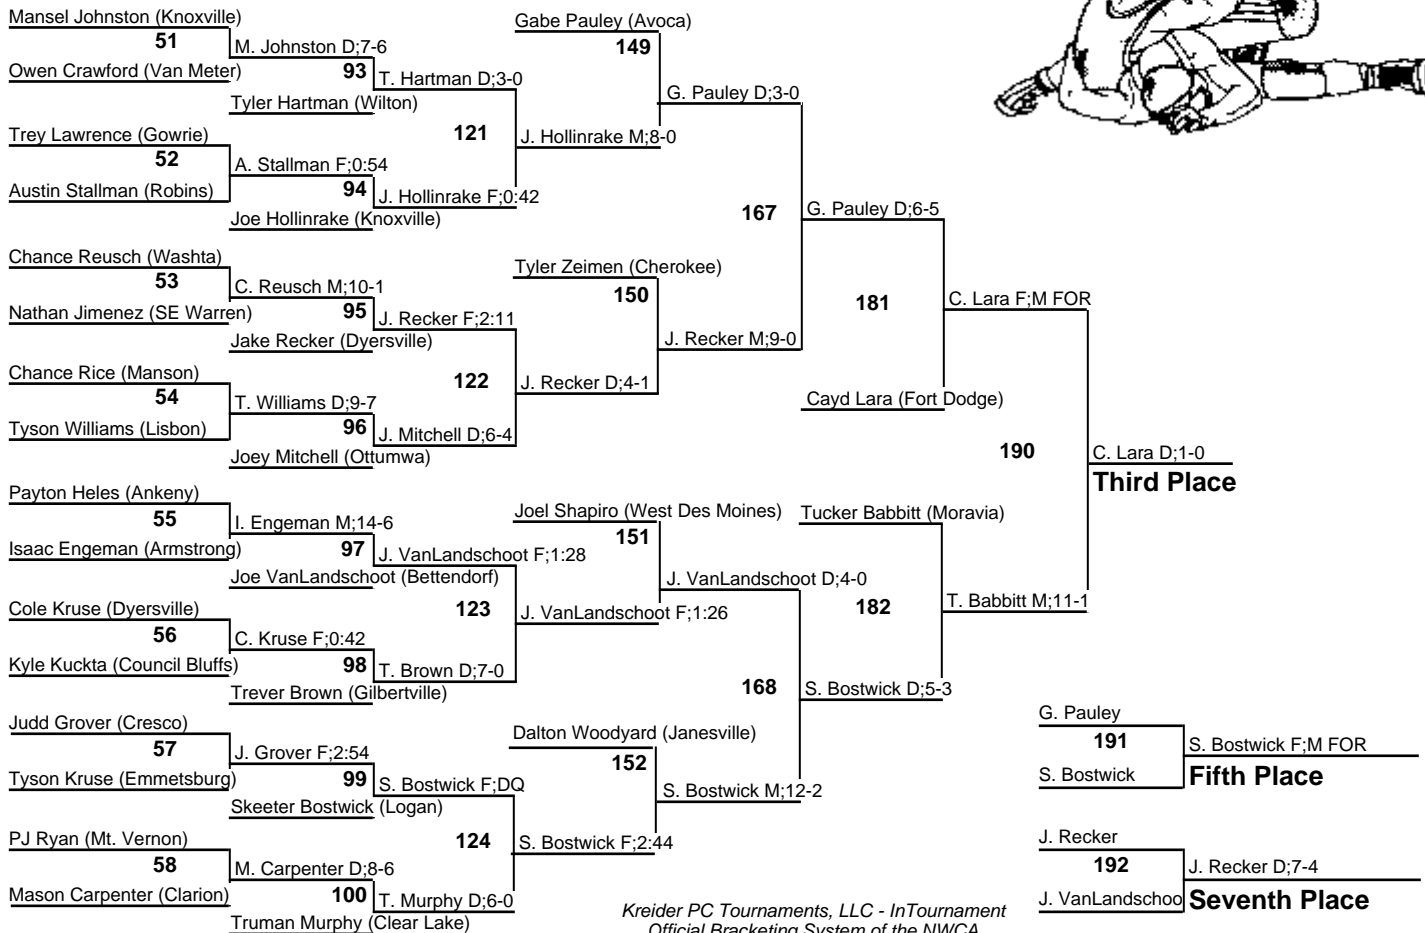 Mansel Johnston (Knoxville)
51
M. Johnston D;7-6
Owen Crawford (Van Meter)
93
T. Hartman D;3-0
Tyler Hartman (Wilton)
Trey Lawrence (Gowrie)
121
52
A. Stallman F;0:54
Austin Stallman (Robins)
94
J. Hollinrake F;0:42
Joe Hollinrake (Knoxville)
Chance Reusch (Washta)
53
C. Reusch M;10-1
Nathan Jimenez (SE Warren)
95
J. Recker F;2:11
Jake Recker (Dyersville)
Chance Rice (Manson)
122
54
T. Williams D;9-7
Tyson Williams (Lisbon)
96
J. Mitchell D;6-4
Joey Mitchell (Ottumwa)
Payton Heles (Ankeny)
55
I. Engeman M;14-6
Isaac Engeman (Armstrong)
97
J. VanLandschoot F;1:28
Joe VanLandschoot (Bettendorf)
Cole Kruse (Dyersville)
123
56
C. Kruse F;0:42
Kyle Kuckta (Council Bluffs)
98
T. Brown D;7-0
Trever Brown (Gilbertville)
Judd Grover (Cresco)
57
J. Grover F;2:54
Tyson Kruse (Emmetsburg)
99
S. Bostwick F;DQ
Skeeter Bostwick (Logan)
PJ Ryan (Mt. Vernon)
124
58
M. Carpenter D;8-6
Mason Carpenter (Clarion)
100
T. Murphy D;6-0
Truman Murphy (Clear Lake)
Gabe Pauley (Avoca)
149
G. Pauley D;3-0
J. Hollinrake M;8-0
167
G. Pauley D;6-5
Tyler Zeimen (Cherokee)
150
J. Recker M;9-0
J. Recker D;4-1
181
C. Lara F;M FOR
Cayd Lara (Fort Dodge)
190
C. Lara D;1-0
Third Place
Joel Shapiro (West Des Moines)
151
J. VanLandschoot D;4-0
J. VanLandschoot F;1:26
Tucker Babbitt (Moravia)
182
T. Babbitt M;11-1
168
S. Bostwick D;5-3
Dalton Woodyard (Janesville)
152
S. Bostwick M;12-2
S. Bostwick F;2:44
G. Pauley
191
S. Bostwick F;M FOR
S. Bostwick
Fifth Place
J. Recker
192
J. Recker D;7-4
J. VanLandschoo
Seventh Place
Kreider PC Tournaments, LLC - InTournament
Official Bracketing System of the NWCA